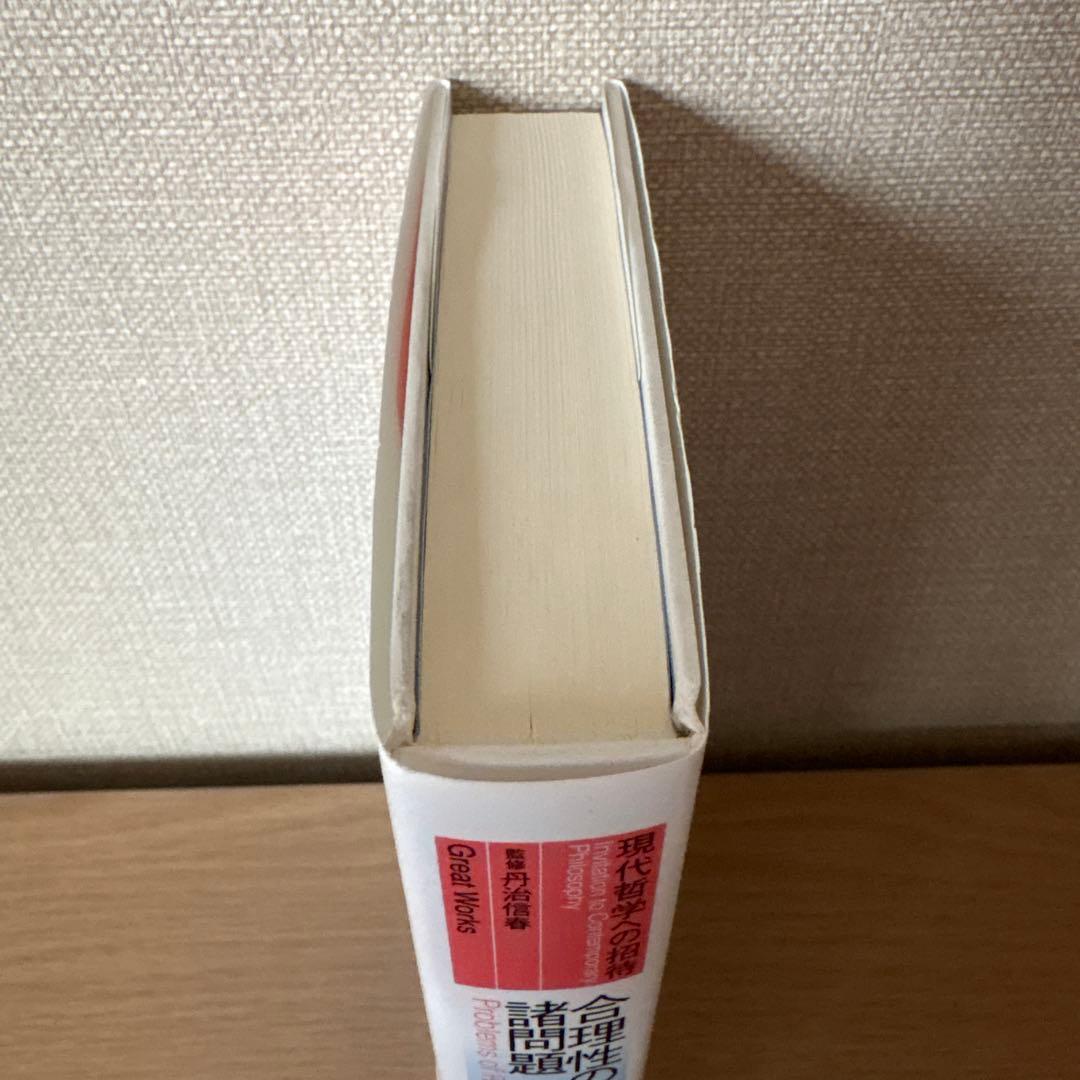 現代哲学への招待
Invitation to Contemporary
Philosophy
監修 丹治信春
Great Works
合理性の
諸問題
Problems of